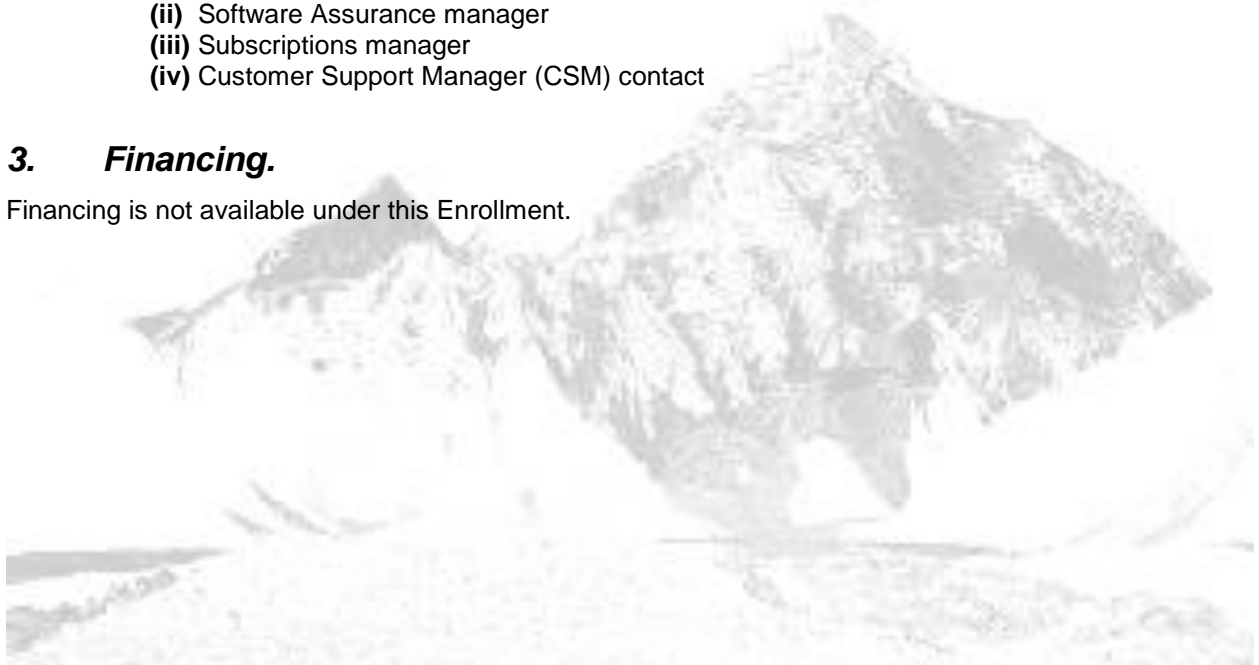 (ii) Software Assurance manager
(iii) Subscriptions manager
(iv) Customer Support Manager (CSM) contact
3. Financing.
Financing is not available under this Enrollment.